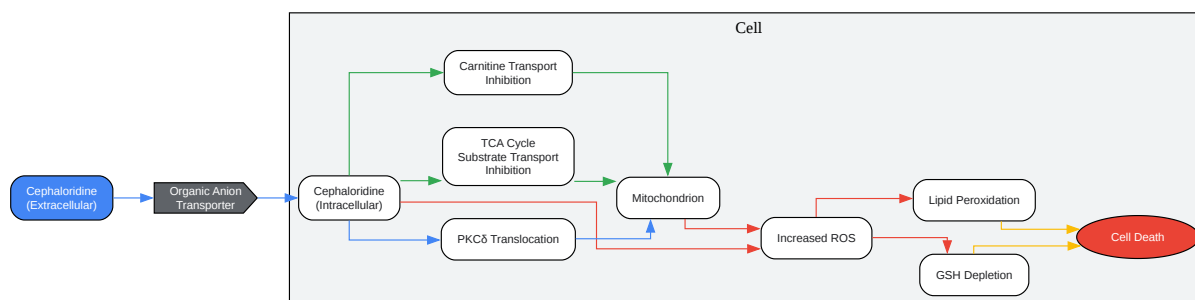 Cell
Carnitine Transport
Inhibition
TCA Cycle
Substrate Transport
Inhibition
Cephaloridine
(Extracellular)
Organic Anion
Transporter
Cephaloridine
(Intracellular)
Mitochondrion
PKCδ Translocation
Increased ROS
Lipid Peroxidation
GSH Depletion
Cell Death